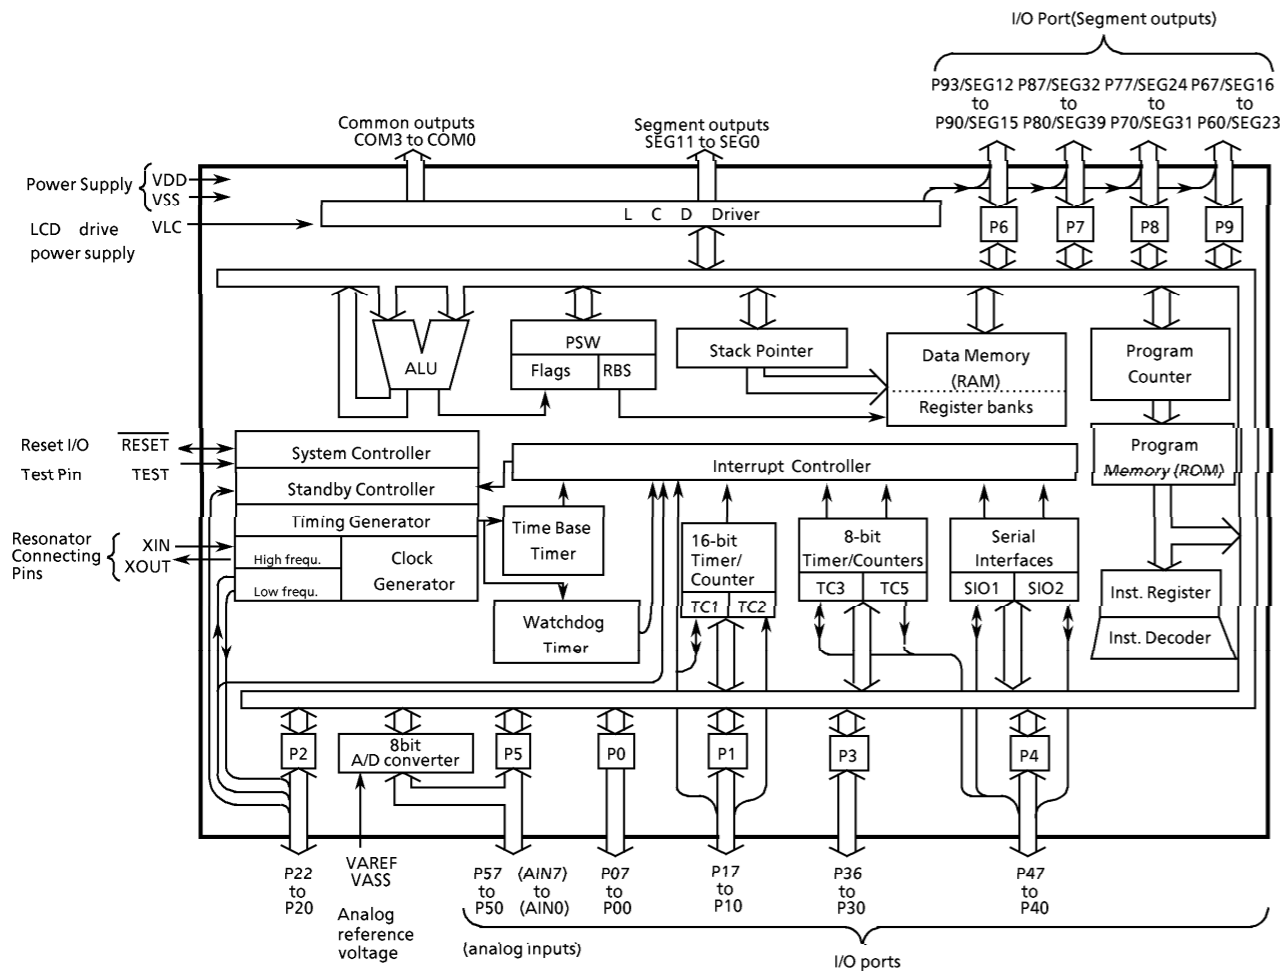 I/O Port(Segment outputs)
P93/SEG12 P87/SEG32 P77/SEG24 P67/SEG16
to to to to
P90/SEG15 P80/SEG39 P70/SEG31 P60/SEG23
Common outputs
COM3 to COM0
Segment outputs
SEG11 to SEG0
Power Supply
VDD
VSS
LCD drive
power supply
VLC
L C D Driver
P6
P7
P8
P9
ALU
PSW
Flags
RBS
Stack Pointer
Data Memory
(RAM)
Register banks
Program
Counter
Program
Memory (ROM)
Reset I/O
RESET
Test Pin
TEST
System Controller
Standby Controller
Timing Generator
High frequ.
Low frequ.
Clock
Generator
Resonator
Connecting
Pins
XIN
XOUT
Interrupt Controller
Time Base
Timer
Watchdog
Timer
16-bit
Timer/
Counter
TC1
TC2
8-bit
Timer/Counters
TC3
TC5
Serial
Interfaces
SIO1
SIO2
Inst. Register
Inst. Decoder
P2
8bit
A/D converter
P5
P0
P1
P3
P4
P22
to
P20
VAREF
VASS
Analog
reference
voltage
P57 (AIN7)
to to
P50 (AIN0)
(analog inputs)
P07
to
P00
P17
to
P10
P36
to
P30
P47
to
P40
I/O ports